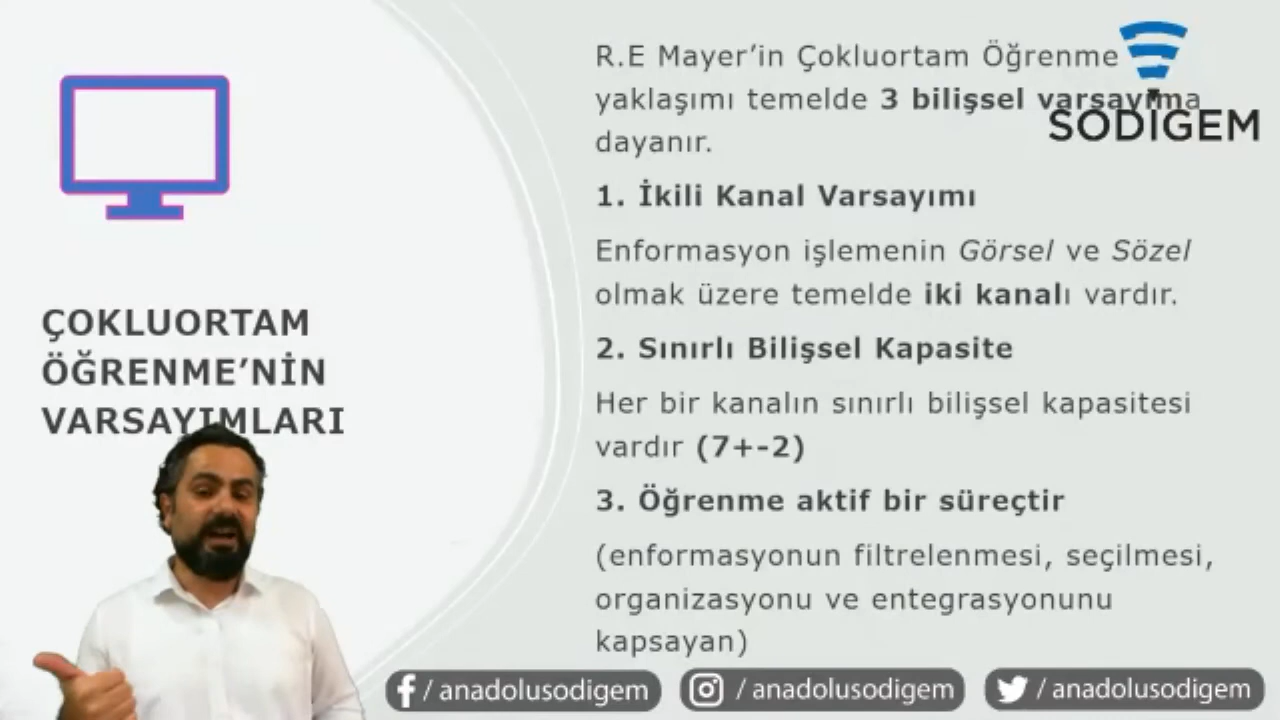 ÇOKLUORTAM
ÖĞRENME’NİN
VARSAYIMLARI
R.E Mayer’in Çokluortam Öğrenme
yaklaşımı temelde 3 bilişsel varsayıma
dayanır.
1. İkili Kanal Varsayımı
Enformasyon işlemenin Görsel ve Sözel
olmak üzere temelde iki kanalı vardır.
2. Sınırlı Bilişsel Kapasite
Her bir kanalın sınırlı bilişsel kapasitesi
vardır (7+-2)
3. Öğrenme aktif bir süreçtir
(enformasyonun filtrelenmesi, seçilmesi,
organizasyonu ve entegrasyonunu
kapsayan)
SODİGEM
/ anadolusodigem
/ anadolusodigem
/ anadolusodigem